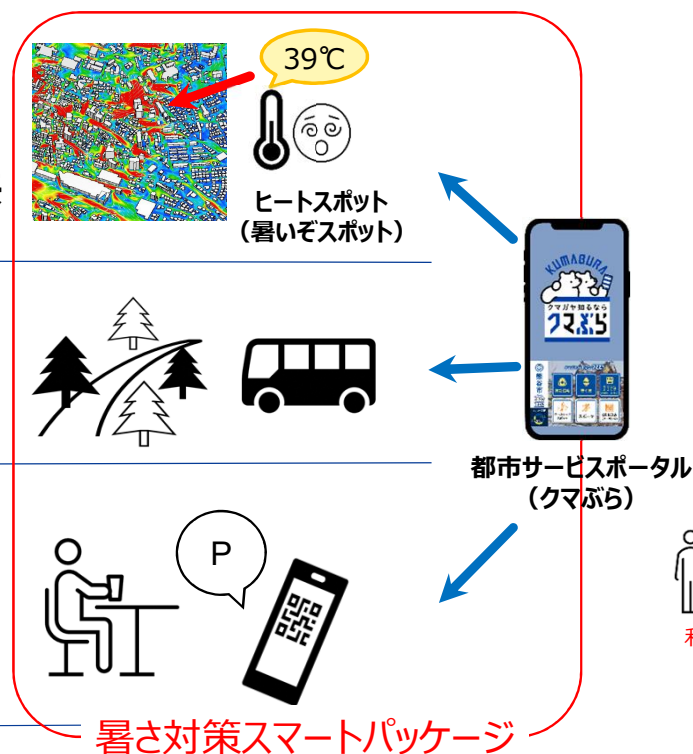 39℃
ヒートスポット
（暑いぞスポット）
KUMABURA
クマガヤ知るなら
クマぶら
都市サービスポータル
（クマぶら）
P
暑さ対策スマートパッケージ